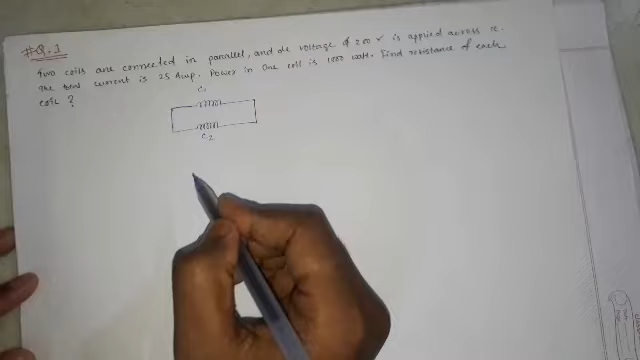 #Q.1
Two coils are connected in parallel, and dc voltage of 200 v is applied across it.
The total current is 25 Amp. Power in One coil is 1000 watt. Find resistance of each
coil ?
C1
C2